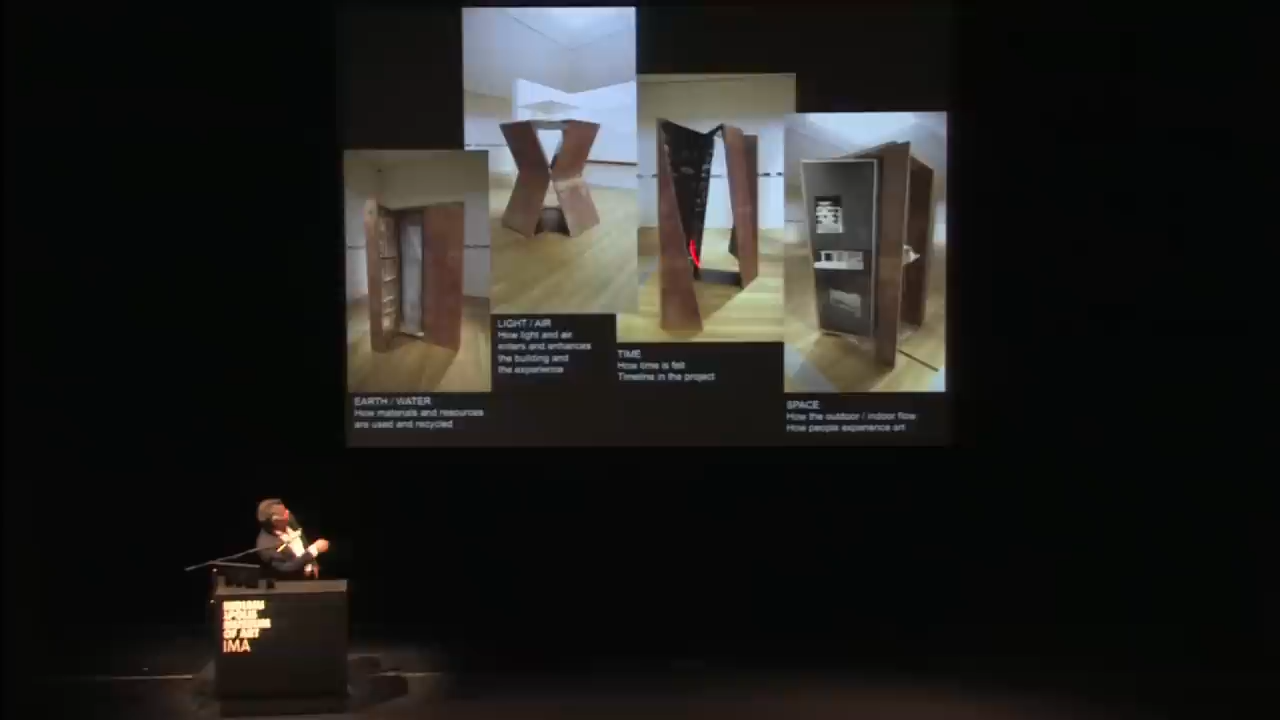 LIGHT / AIR
How light and air
enters and enhances
the building and
the experience
TIME
How time is felt
Timeline in the project
EARTH / WATER
How materials and resources
are used and recycled
SPACE
How the outdoor / indoor flow
How people experience art
INDIAN
APOLIS
MUSEUM
OF ART
IMA